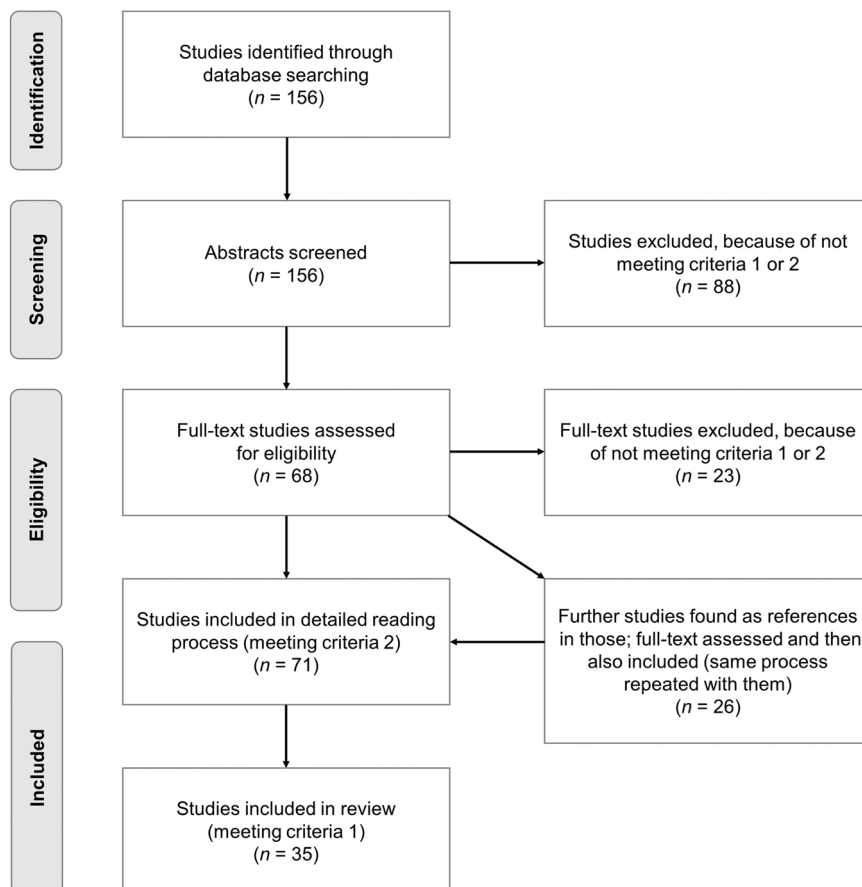 Identification
Studies identified through
database searching
(n = 156)
Screening
Abstracts screened
(n = 156)
Studies excluded, because of not
meeting criteria 1 or 2
(n = 88)
Eligibility
Full-text studies assessed
for eligibility
(n = 68)
Full-text studies excluded, because
of not meeting criteria 1 or 2
(n = 23)
Studies included in detailed reading
process (meeting criteria 2)
(n = 71)
Further studies found as references
in those; full-text assessed and then
also included (same process
repeated with them)
(n = 26)
Included
Studies included in review
(meeting criteria 1)
(n = 35)